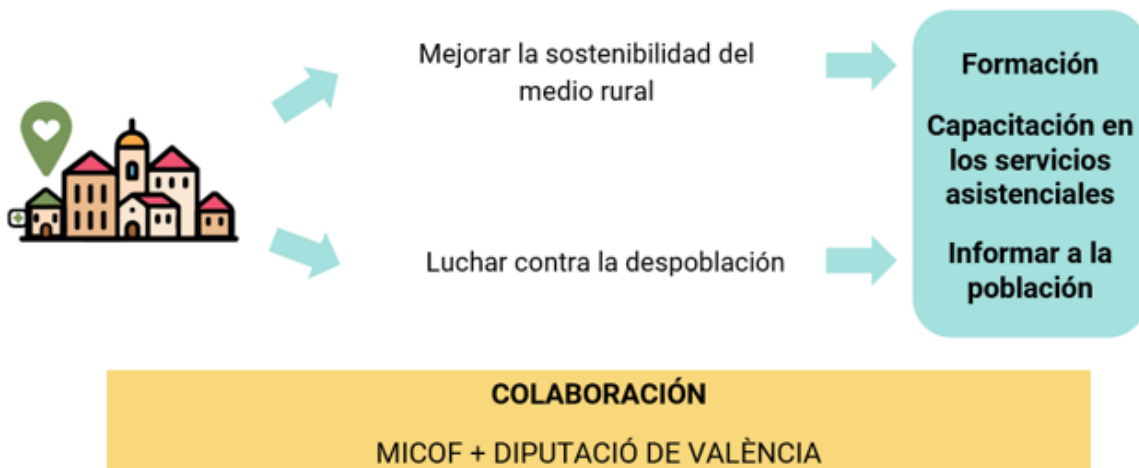 Mejorar la sostenibilidad del
medio rural
Luchar contra la despoblación
Formación
Capacitación en
los servicios
asistenciales
Informar a la
población
COLABORACIÓN
MICOF + DIPUTACIÓ DE VALÈNCIA